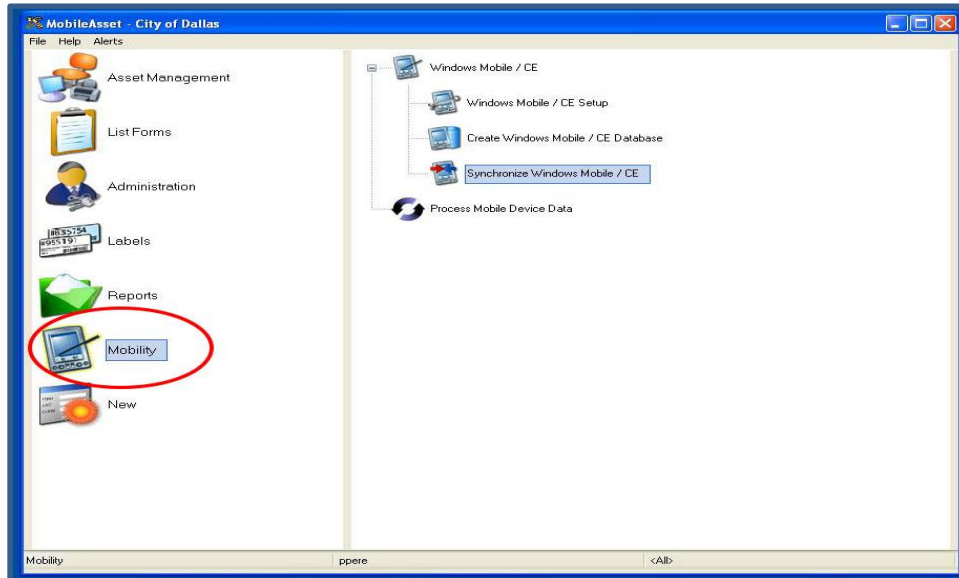 MobileAsset - City of Dallas
File Help Alerts
Asset Management
List Forms
Administration
Labels
Reports
Mobility
New
Windows Mobile / CE
Windows Mobile / CE Setup
Create Windows Mobile / CE Database
Synchronize Windows Mobile / CE
Process Mobile Device Data
Mobility ppere <All>